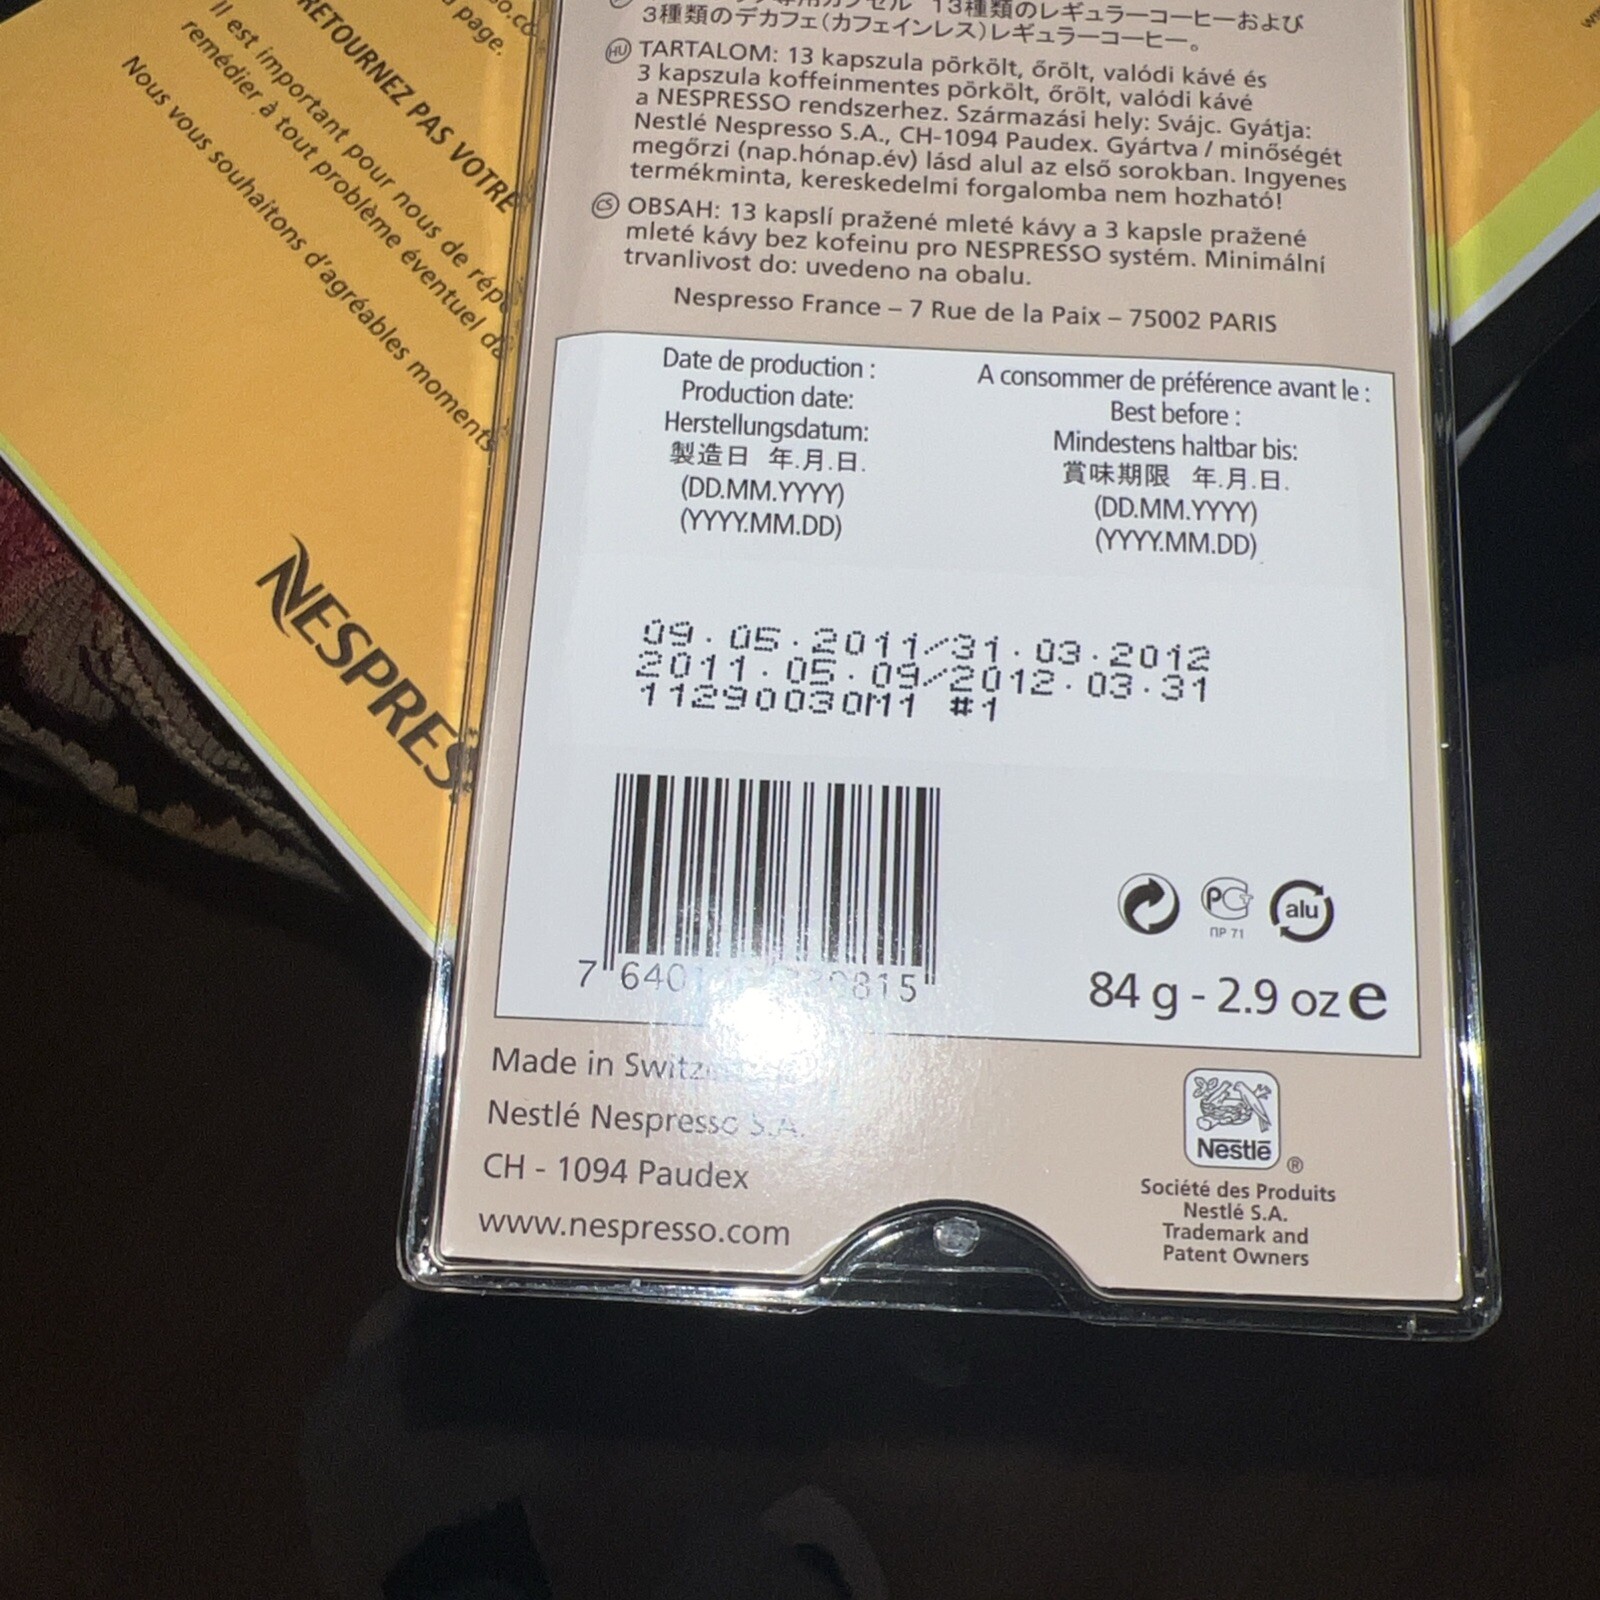 RETOURNEZ PAS VOTRE
page.
Il est important pour nous de
remédier à tout problème éventuel
Nous vous souhaitons d'agréables moments
NESPRES
13種類のレギュラーコーヒーおよび
3種類のデカフェ(カフェインレス)レギュラーコーヒー。
HU TARTALOM: 13 kapszula pörkölt, őrölt, valódi kávé és
3 kapszula koffeinmentes pörkölt, őrölt, valódi kávé
a NESPRESSO rendszerhez. Származási hely: Svájc. Gyátja:
Nestlé Nespresso S.A., CH-1094 Paudex. Gyártva / minőségét
megőrzi (nap.hónap.év) lásd alul az első sorokban. Ingyenes
termékminta, kereskedelmi forgalomba nem hozható!
CS OBSAH: 13 kapslí pražené mleté kávy a 3 kapsle pražené
mleté kávy bez kofeinu pro NESPRESSO systém. Minimální
trvanlivost do: uvedeno na obalu.
Nespresso France – 7 Rue de la Paix – 75002 PARIS
Date de production :
Production date:
Herstellungsdatum:
製造日 年.月.日.
(DD.MM.YYYY)
(YYYY.MM.DD)
A consommer de préférence avant le :
Best before :
Mindestens haltbar bis:
賞味期限 年.月.日.
(DD.MM.YYYY)
(YYYY.MM.DD)
09.05.2011/31.03.2012
2011.05.09/2012.03.31
11290030M1 #1
PC
ПР 71
alu
84 g - 2.9 oz e
Made in
Nestlé Nespresso S.A.
CH - 1094 Paudex
www.nespresso.com
Nestlé ®
Société des Produits
Nestlé S.A.
Trademark and
Patent Owners